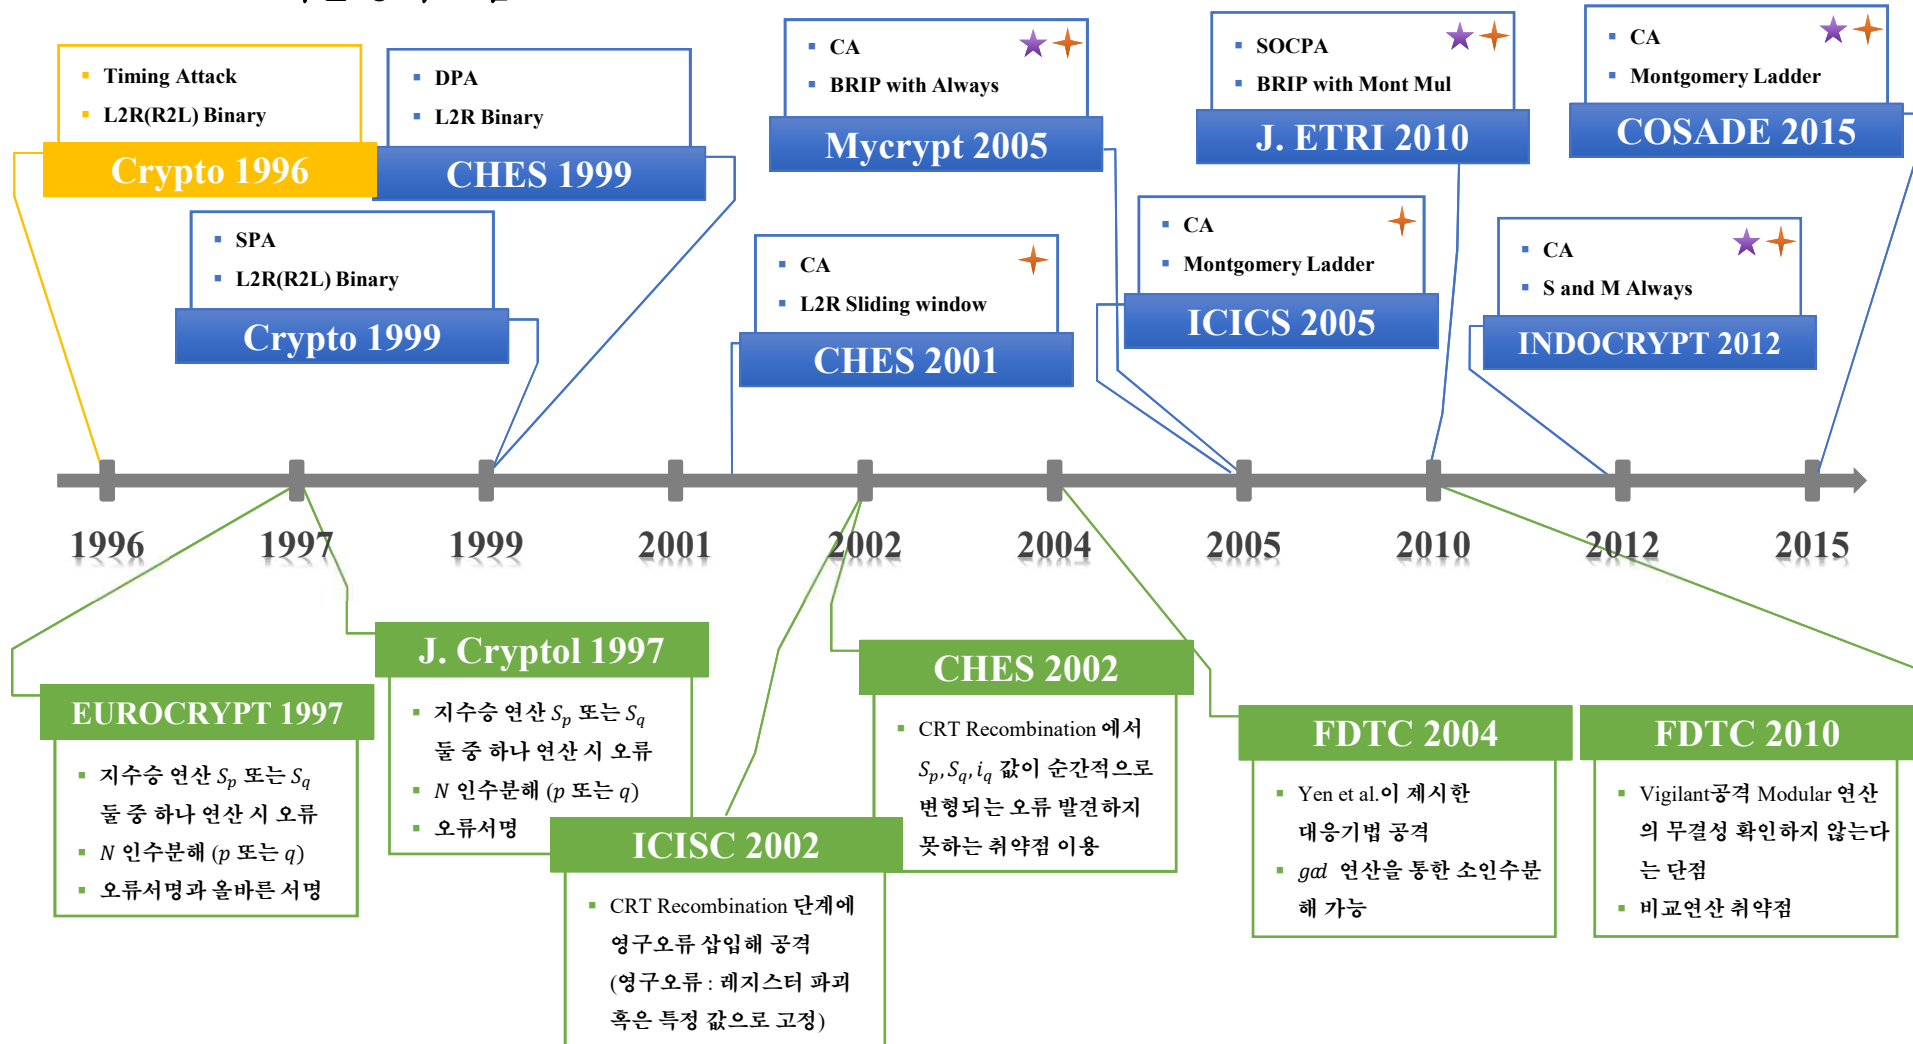 Timing Attack
L2R(R2L) Binary
Crypto 1996
DPA
L2R Binary
CHES 1999
SPA
L2R(R2L) Binary
Crypto 1999
CA
BRIP with Always
Mycrypt 2005
CA
L2R Sliding window
CHES 2001
SOCPA
BRIP with Mont Mul
J. ETRI 2010
CA
Montgomery Ladder
ICICS 2005
CA
Montgomery Ladder
COSADE 2015
CA
S and M Always
INDOCRYPT 2012
1996
1997
1999
2001
2002
2004
2005
2010
2012
2015
EUROCRYPT 1997
지수승 연산 Sp 또는 Sq
둘 중 하나 연산 시 오류
N 인수분해 (p 또는 q)
오류서명과 올바른 서명
J. Cryptol 1997
지수승 연산 Sp 또는 Sq
둘 중 하나 연산 시 오류
N 인수분해 (p 또는 q)
오류서명
ICISC 2002
CRT Recombination 단계에
영구오류 삽입해 공격
(영구오류 : 레지스터 파괴
혹은 특정 값으로 고정)
CHES 2002
CRT Recombination 에서
Sp, Sq, iq 값이 순간적으로
변형되는 오류 발견하지
못하는 취약점 이용
FDTC 2004
Yen et al.이 제시한
대응기법 공격
gcd 연산을 통한 소인수분
해 가능
FDTC 2010
Vigilant공격 Modular 연산
의 무결성 확인하지 않는다
는 단점
비교연산 취약점